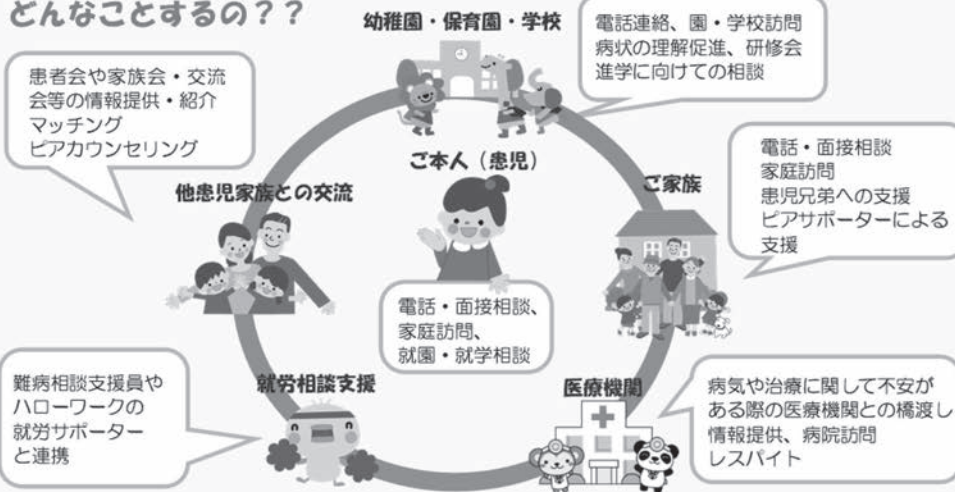 どんなことするの？？
幼稚園・保育園・学校
電話連絡、園・学校訪問
病状の理解促進、研修会
進学に向けての相談
患者会や家族会・交流
会等の情報提供・紹介
マッチング
ピアカウンセリング
ご本人（患児）
電話・面接相談
家庭訪問
患児兄弟への支援
ピアサポーターによる
支援
他患児家族との交流
ご家族
電話・面接相談、
家庭訪問、
就園・就学相談
就労相談支援
医療機関
難病相談支援員や
ハローワークの
就労サポーター
と連携
病気や治療に関して不安が
ある際の医療機関との橋渡し
情報提供、病院訪問
レスパイト